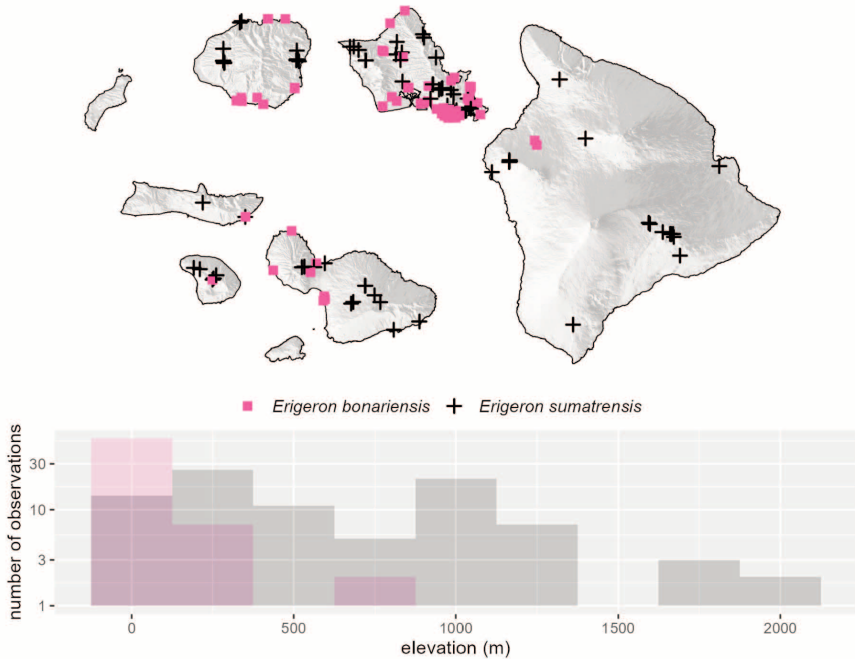 Erigeron bonariensis Erigeron sumatrensis
number of observations
30
10
3
1
0 500 1000 1500 2000
elevation (m)